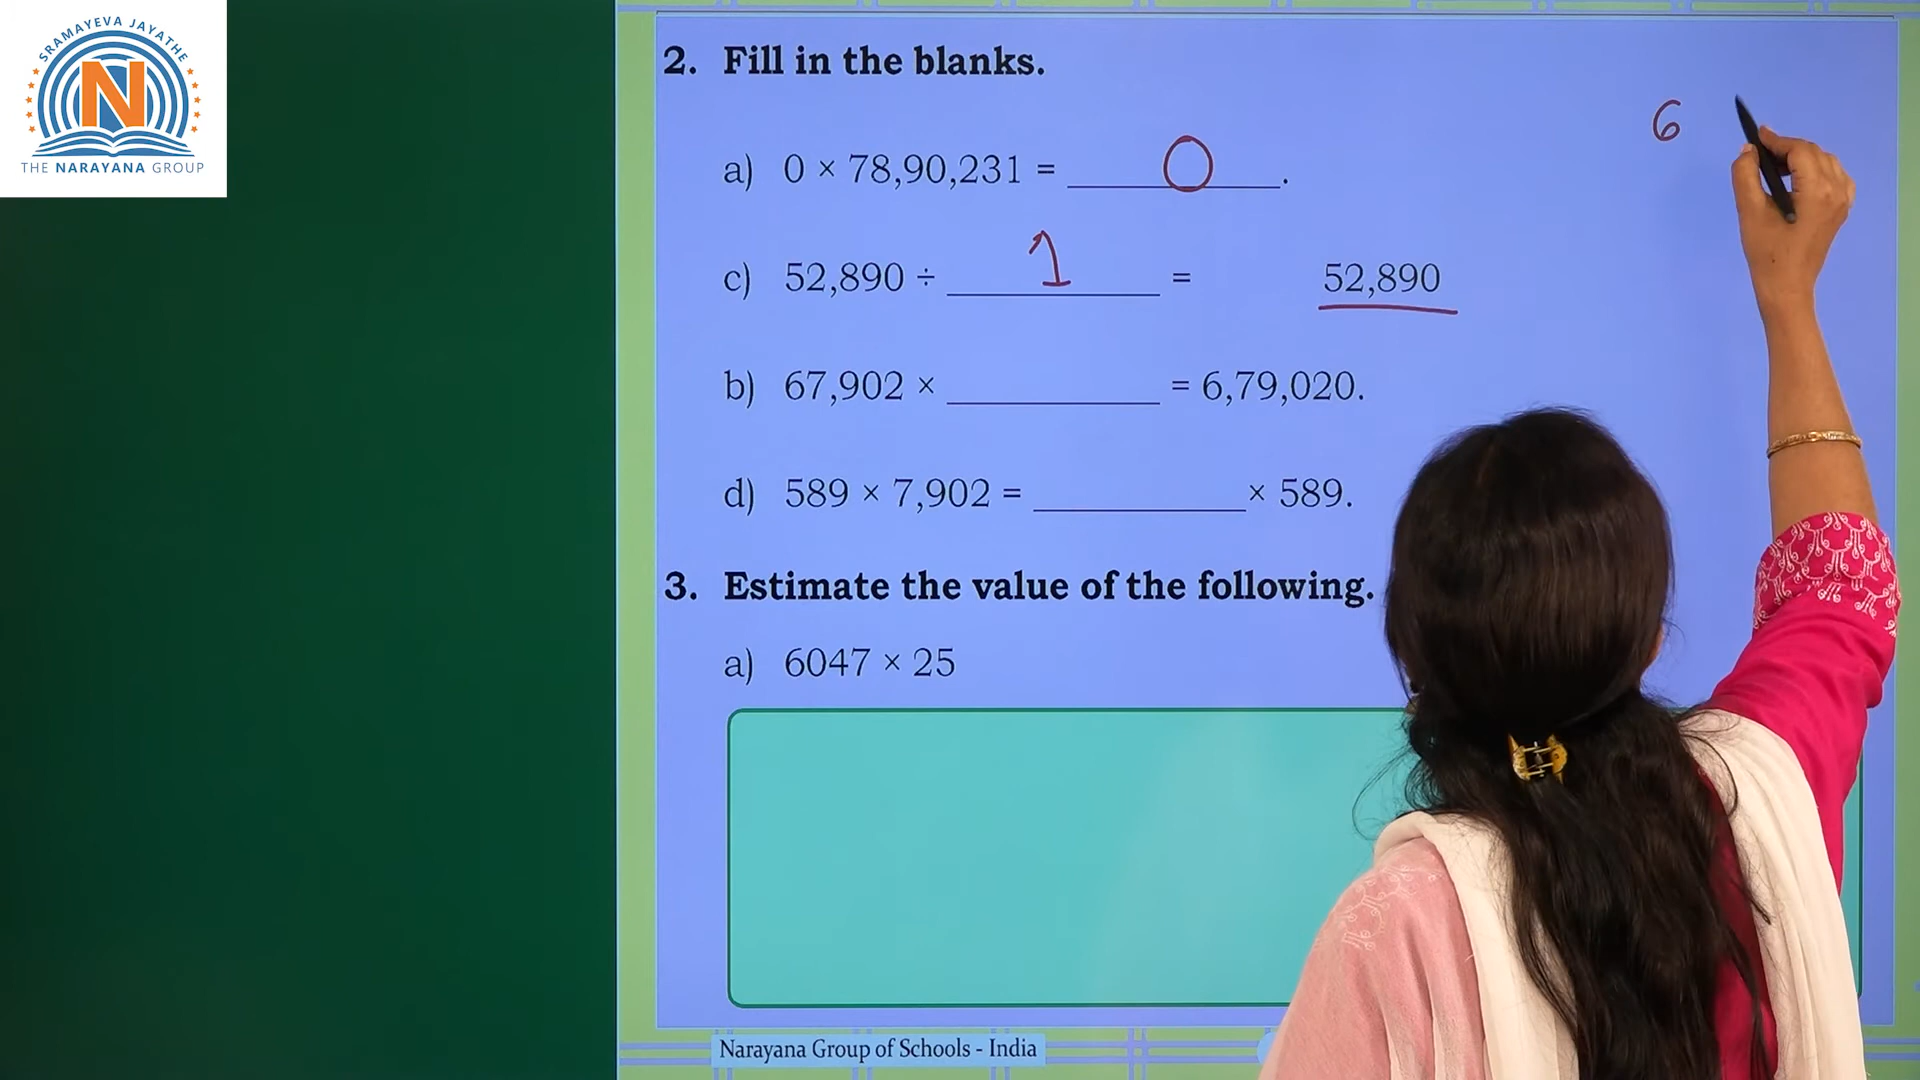 SRAMAYEVA JAYATHE
N
THE NARAYANA GROUP
2. Fill in the blanks.
6
a) 0 × 78,90,231 = 0.
c) 52,890 ÷ 1 = 52,890
b) 67,902 × ________ = 6,79,020.
d) 589 × 7,902 = ________ × 589.
3. Estimate the value of the following.
a) 6047 × 25
Narayana Group of Schools - India